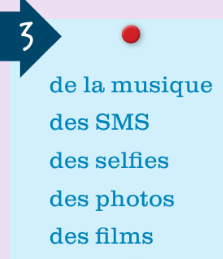 3
de la musique
des SMS
des selfies
des photos
des films